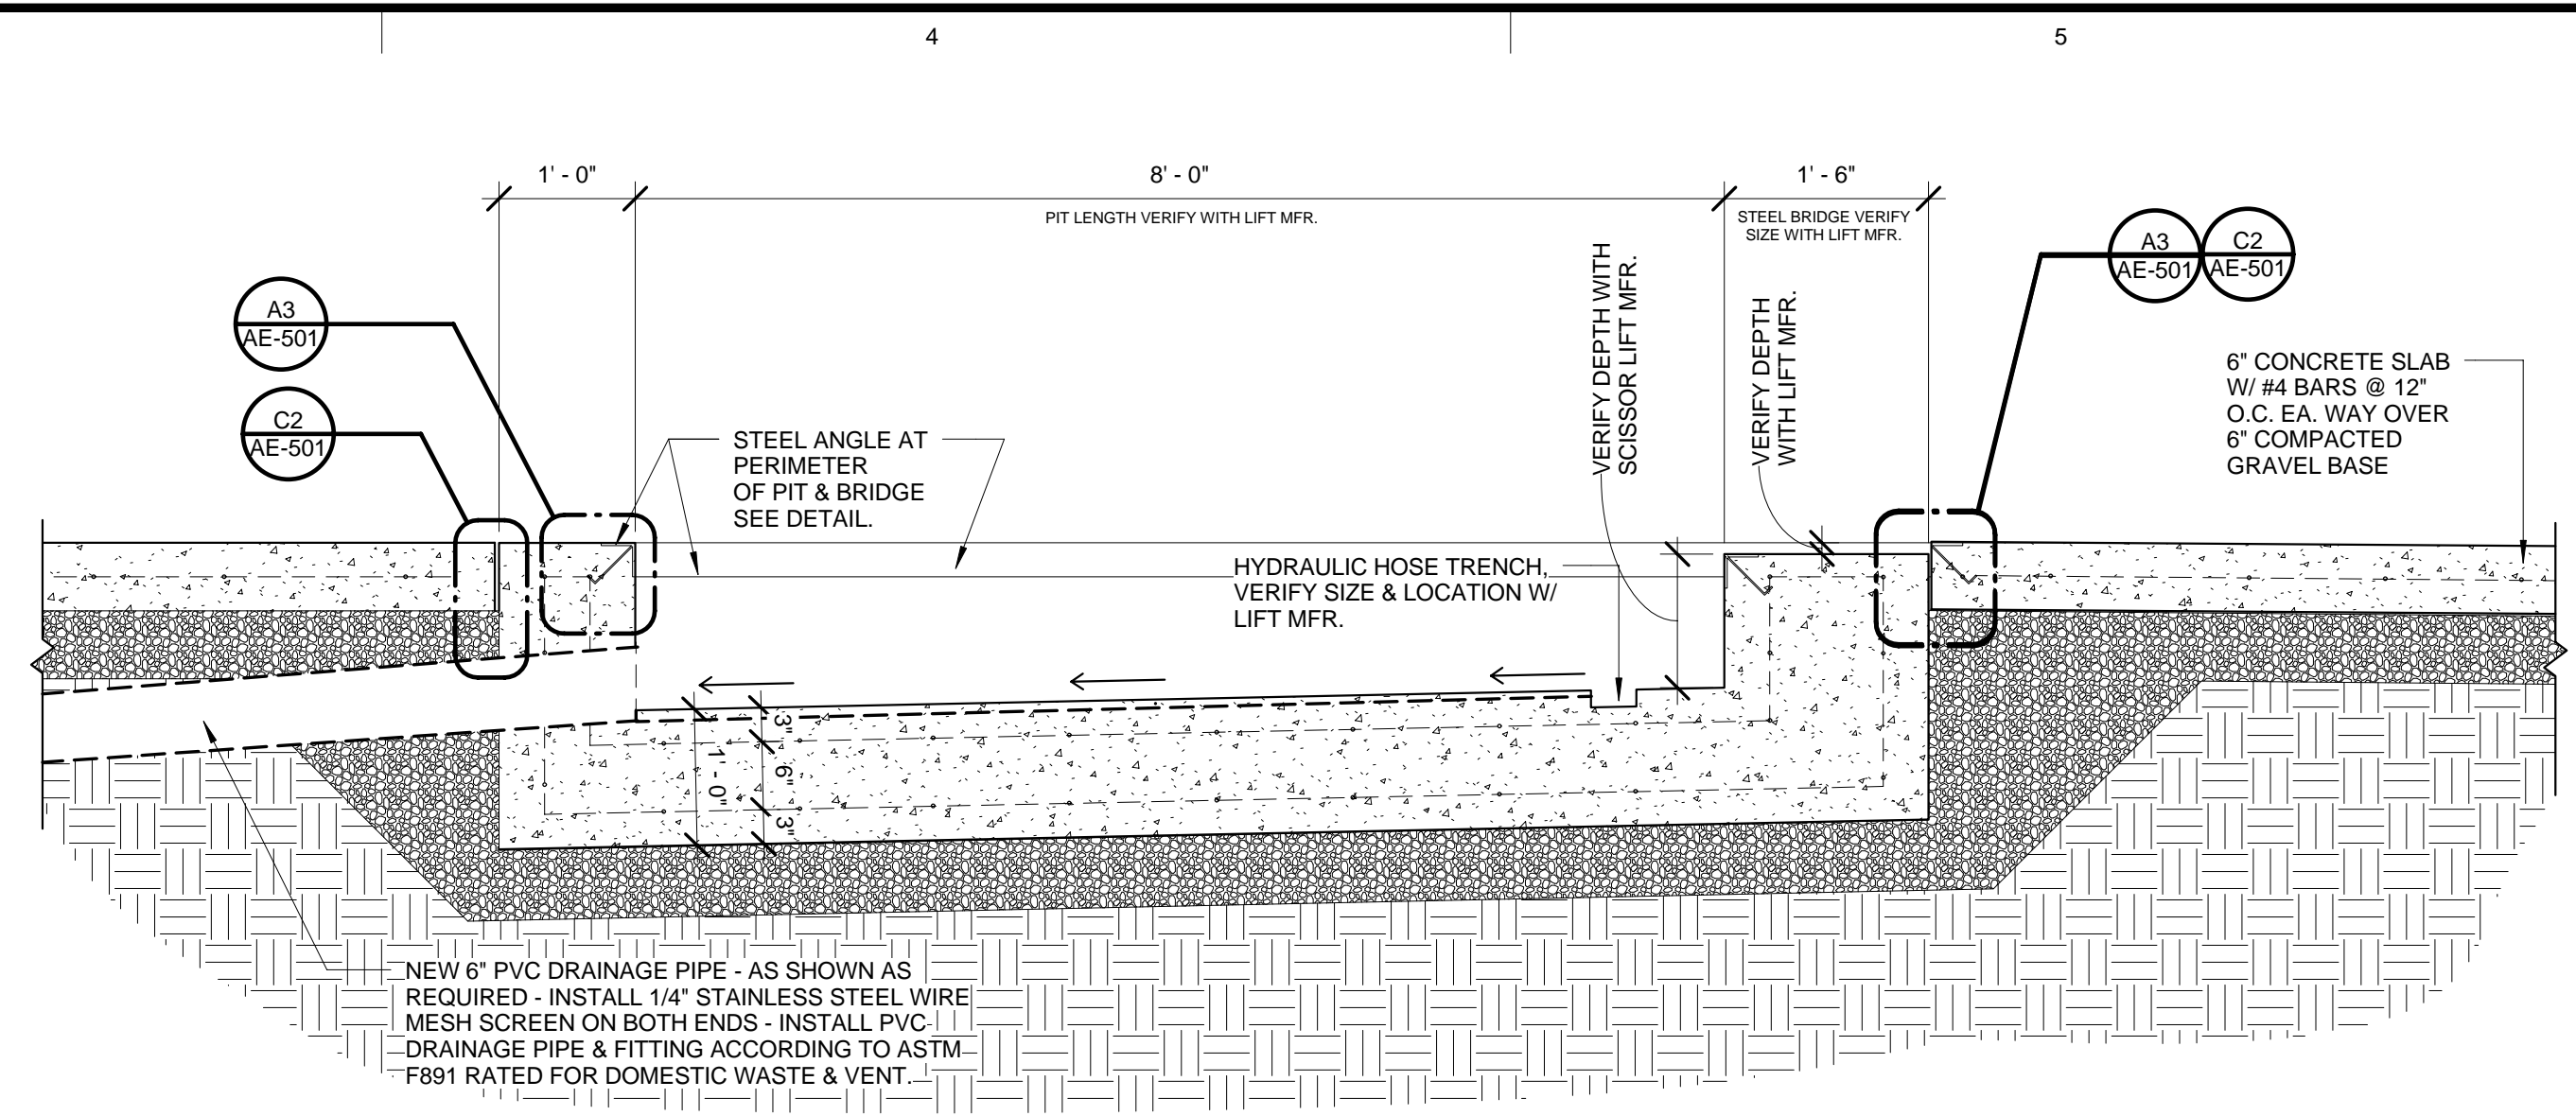 4
5
1' - 0"
8' - 0"
1' - 6"
PIT LENGTH VERIFY WITH LIFT MFR.
STEEL BRIDGE VERIFY
SIZE WITH LIFT MFR.
A3
AE-501
C2
AE-501
A3
AE-501
C2
AE-501
STEEL ANGLE AT
PERIMETER
OF PIT & BRIDGE
SEE DETAIL.
VERIFY DEPTH WITH
SCISSOR LIFT MFR.
VERIFY DEPTH
WITH LIFT MFR.
6" CONCRETE SLAB
W/ #4 BARS @ 12"
O.C. EA. WAY OVER
6" COMPACTED
GRAVEL BASE
HYDRAULIC HOSE TRENCH,
VERIFY SIZE & LOCATION W/
LIFT MFR.
3"
6"
3"
1' - 0"
NEW 6" PVC DRAINAGE PIPE - AS SHOWN AS
REQUIRED - INSTALL 1/4" STAINLESS STEEL WIRE
MESH SCREEN ON BOTH ENDS - INSTALL PVC
DRAINAGE PIPE & FITTING ACCORDING TO ASTM
F891 RATED FOR DOMESTIC WASTE & VENT.